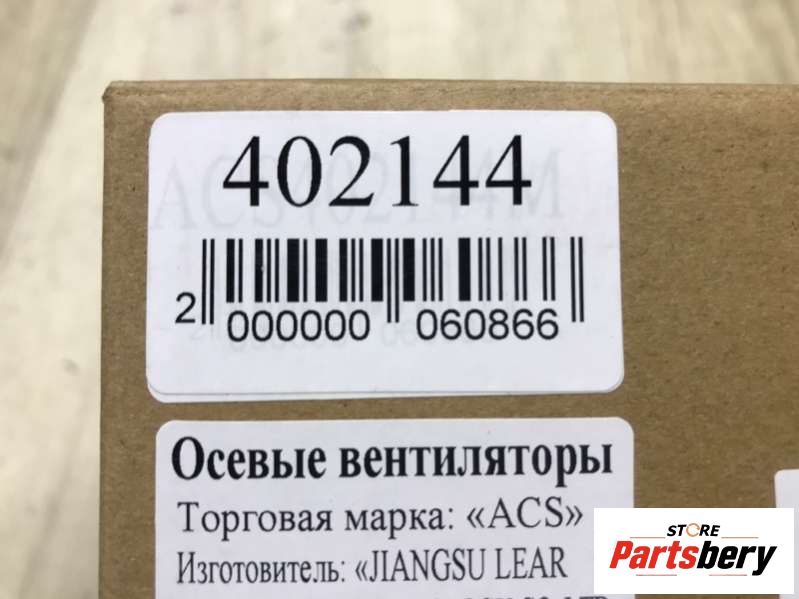 402144
2 000000 060866
Осевые вентиляторы
Торговая марка: «ACS»
Изготовитель: «JIANGSU LEAR
STORE
Partsbery